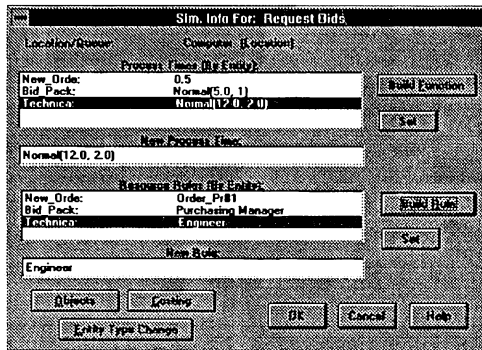 Sim. Info For: Request Bids
Location/Queue: Computer (Location)
Process Times (By Entity):
New_Orde: 0.5
Bid_Pack: Normal(5.0, 1)
Technica: Normal(12.0, 2.0)
Build Function
Set
New Process Time:
Normal(12.0, 2.0)
Resource Rules (By Entity):
New_Orde: Order_Pr#1
Bid_Pack: Purchasing Manager
Technica: Engineer
Build Rule
Set
New Rule:
Engineer
Objects Costing OK Cancel Help
Entity Type Change